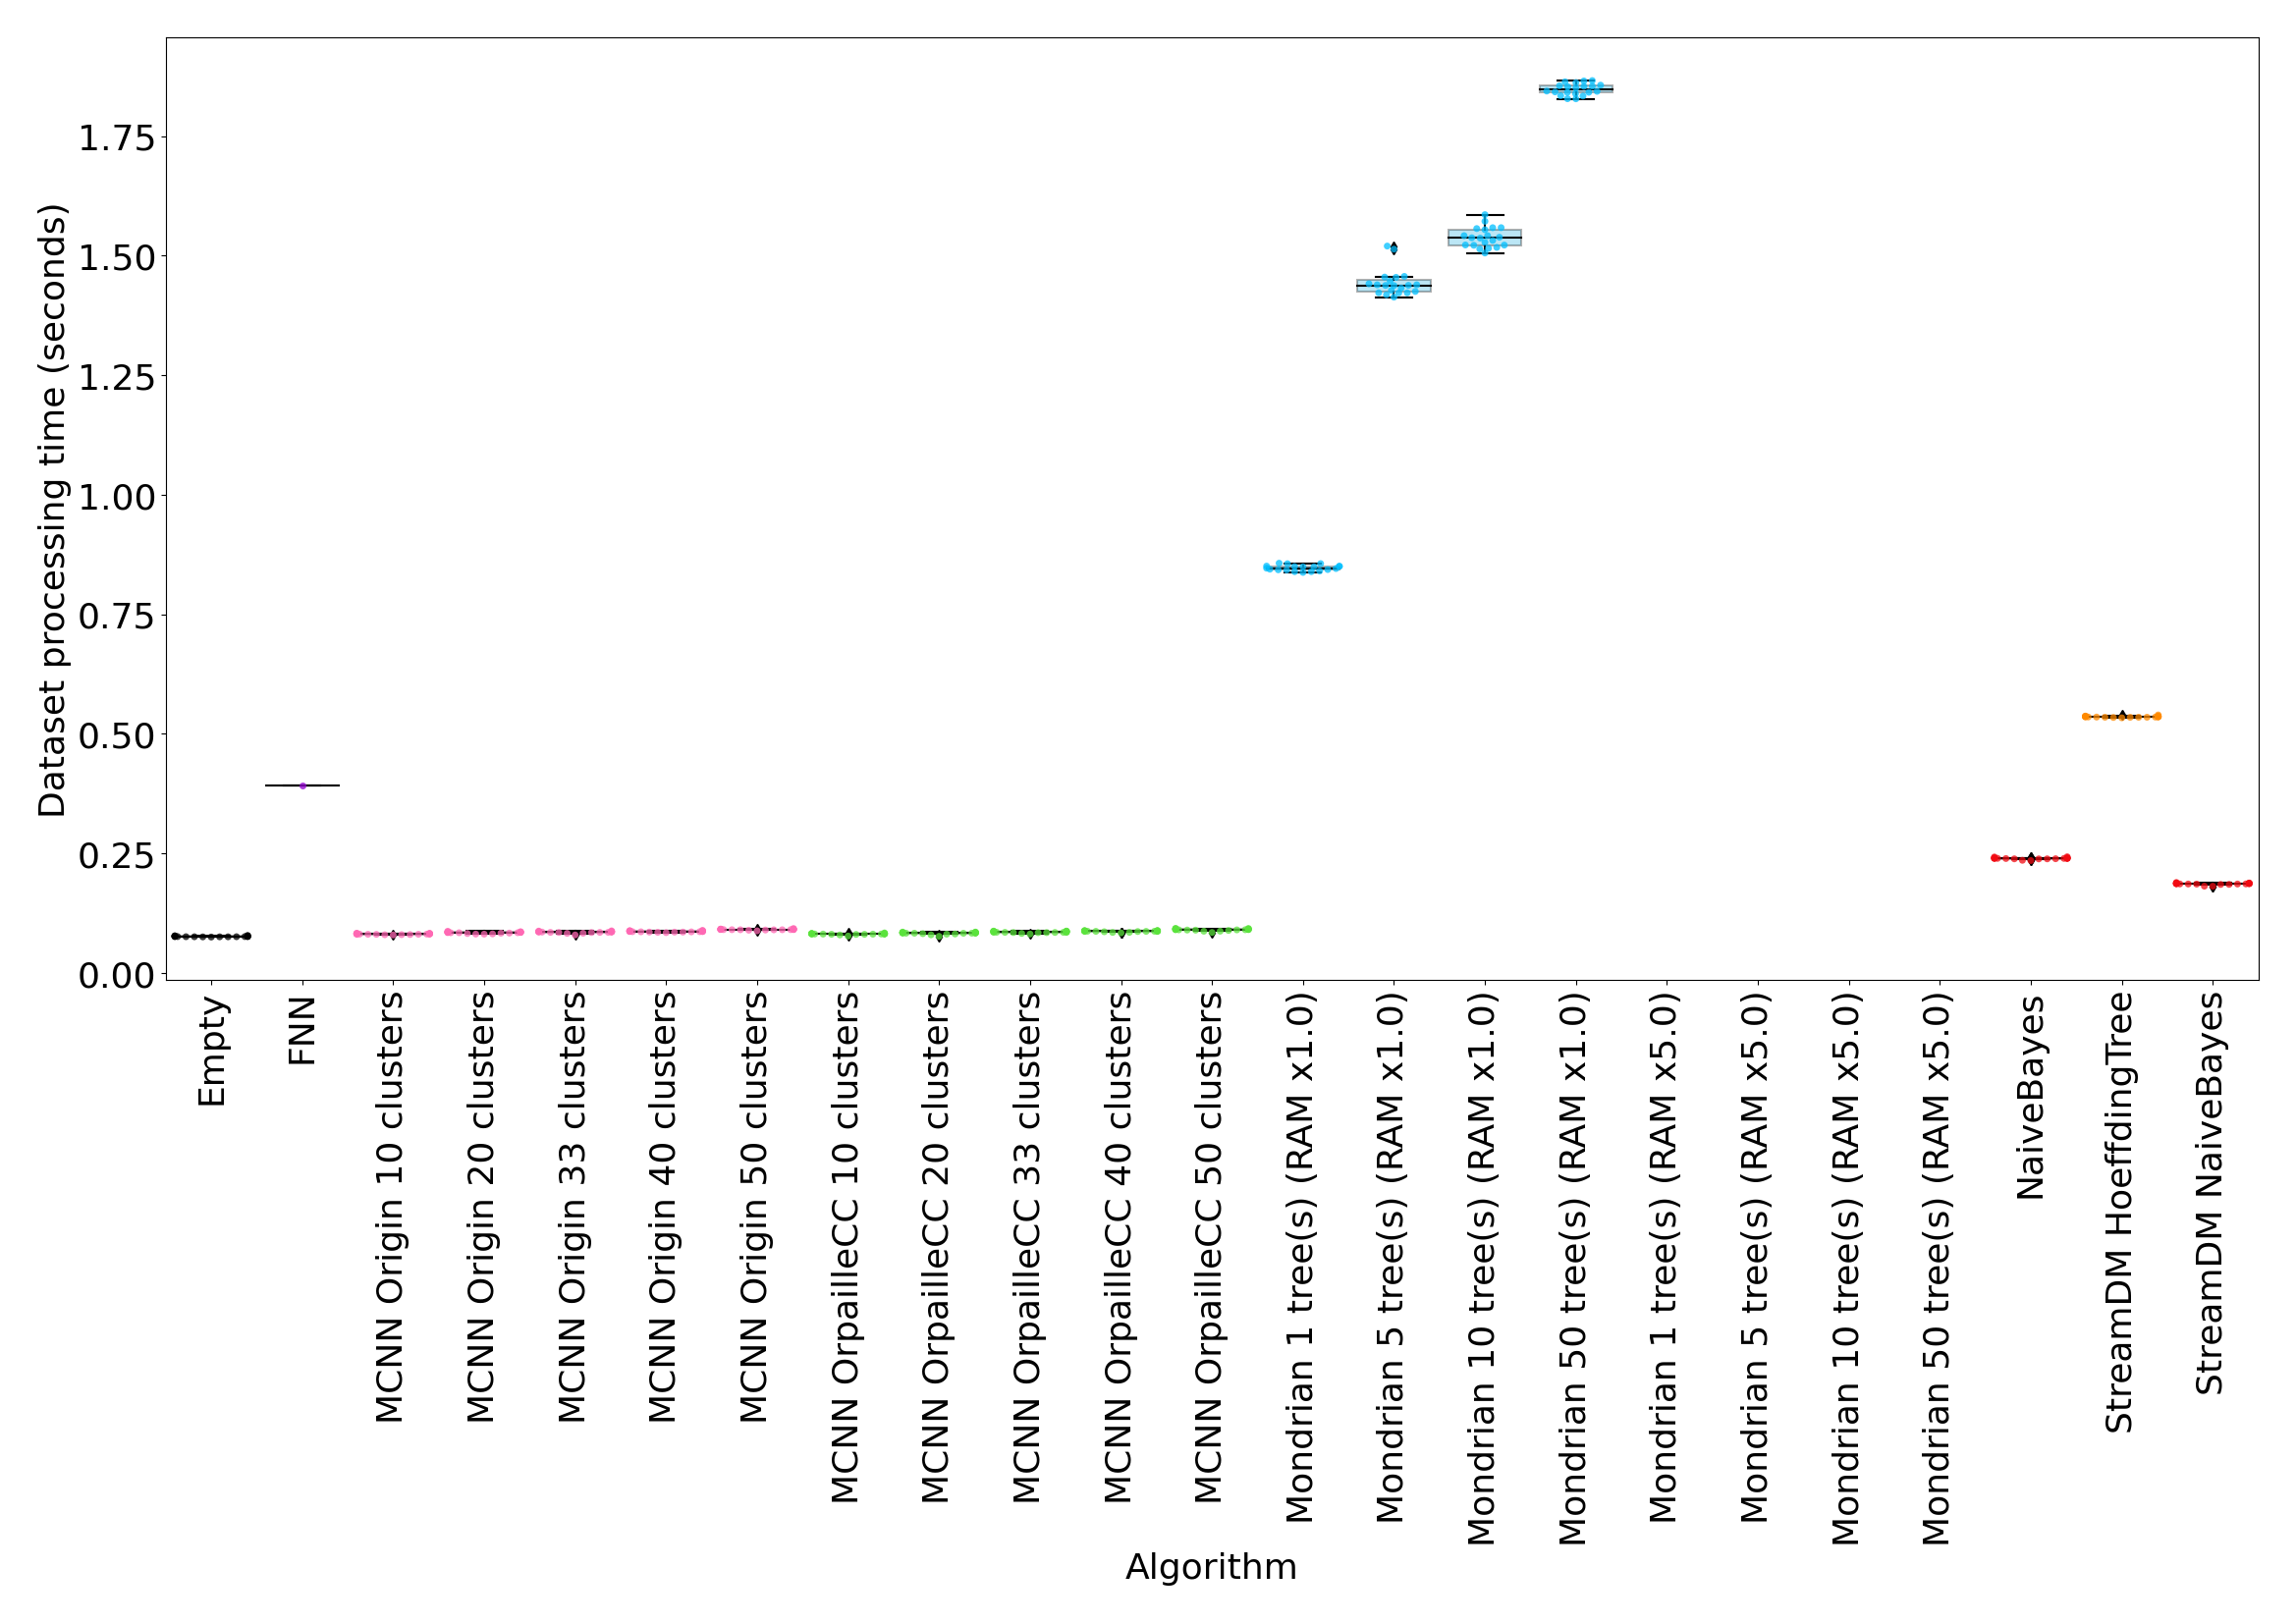 Dataset processing time (seconds)
1.75
1.50
1.25
1.00
0.75
0.50
0.25
0.00
Empty
FNN
MCNN Origin 10 clusters
MCNN Origin 20 clusters
MCNN Origin 33 clusters
MCNN Origin 40 clusters
MCNN Origin 50 clusters
MCNN OrpailleCC 10 clusters
MCNN OrpailleCC 20 clusters
MCNN OrpailleCC 33 clusters
MCNN OrpailleCC 40 clusters
MCNN OrpailleCC 50 clusters
Mondrian 1 tree(s) (RAM x1.0)
Mondrian 5 tree(s) (RAM x1.0)
Mondrian 10 tree(s) (RAM x1.0)
Mondrian 50 tree(s) (RAM x1.0)
Mondrian 1 tree(s) (RAM x5.0)
Mondrian 5 tree(s) (RAM x5.0)
Mondrian 10 tree(s) (RAM x5.0)
Mondrian 50 tree(s) (RAM x5.0)
NaiveBayes
StreamDM HoeffdingTree
StreamDM NaiveBayes
Algorithm